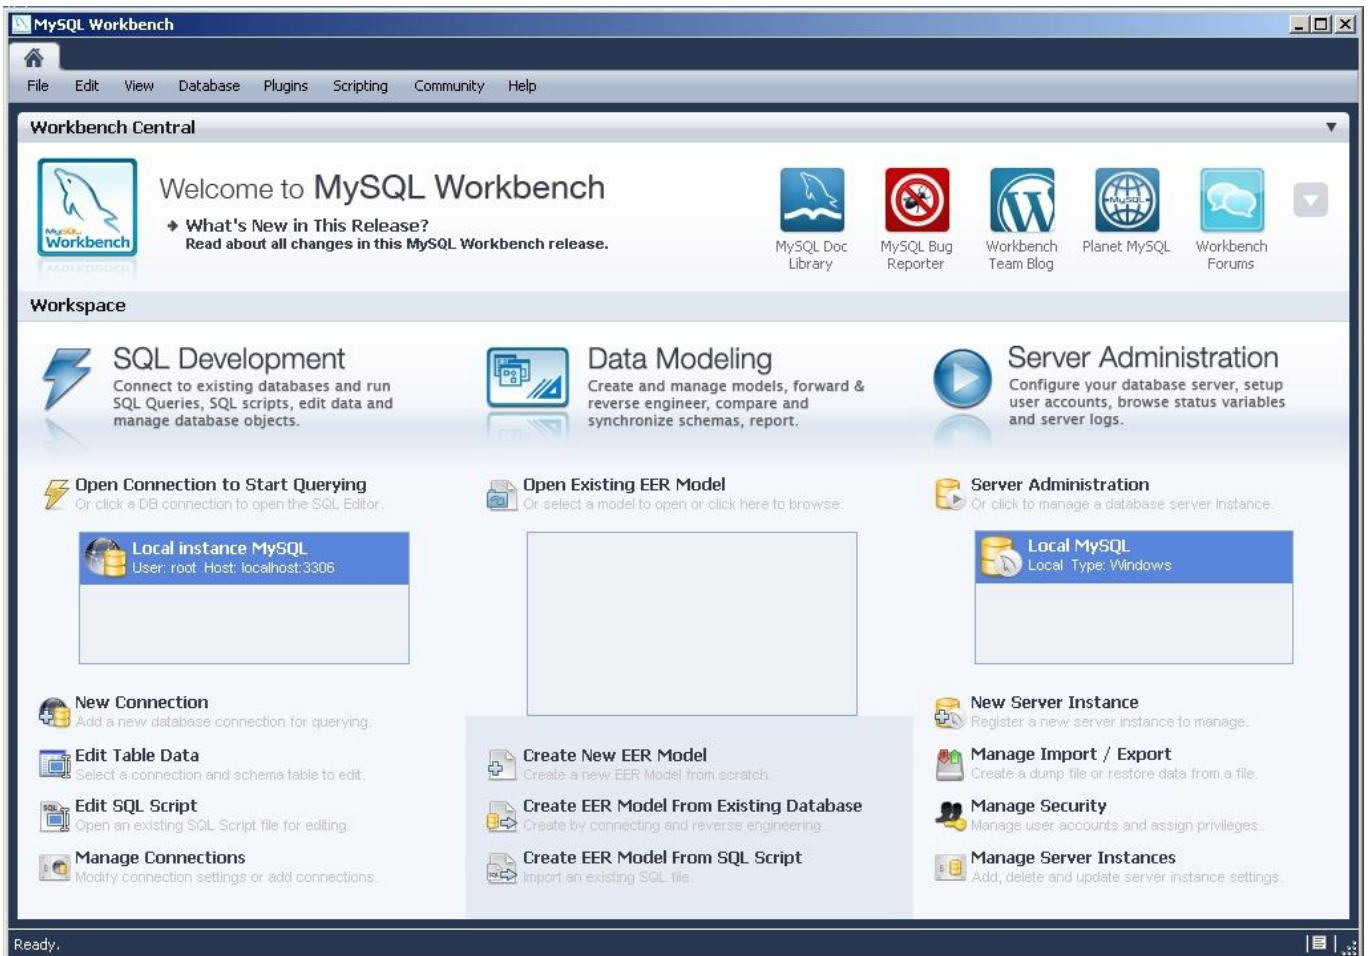 MySQL Workbench
File Edit View Database Plugins Scripting Community Help
Workbench Central
MySQL
Workbench
Welcome to MySQL Workbench
What's New in This Release?
Read about all changes in this MySQL Workbench release.
MySQL Doc
Library
MySQL Bug
Reporter
Workbench
Team Blog
MySQL
Planet MySQL
Workbench
Forums
Workspace
SQL Development
Connect to existing databases and run
SQL Queries, SQL scripts, edit data and
manage database objects.
Open Connection to Start Querying
Or click a DB connection to open the SQL Editor.
Local instance MySQL
User: root Host: localhost:3306
New Connection
Add a new database connection for querying.
Edit Table Data
Select a connection and schema table to edit.
SQL
Edit SQL Script
Open an existing SQL Script file for editing.
Manage Connections
Modify connection settings or add connections.
Data Modeling
Create and manage models, forward &
reverse engineer, compare and
synchronize schemas, report.
Open Existing EER Model
Or select a model to open or click here to browse.
Create New EER Model
Create a new EER Model from scratch.
Create EER Model From Existing Database
Create by connecting and reverse engineering.
Create EER Model From SQL Script
Import an existing SQL file.
Server Administration
Configure your database server, setup
user accounts, browse status variables
and server logs.
Server Administration
Or click to manage a database server instance.
Local MySQL
Local Type: Windows
New Server Instance
Register a new server instance to manage.
Manage Import / Export
Create a dump file or restore data from a file.
Manage Security
Manage user accounts and assign privileges.
Manage Server Instances
Add, delete and update server instance settings.
Ready.